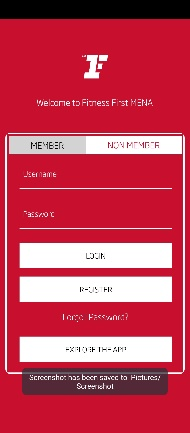 Welcome to Fitness First MENA
MEMBER
NON MEMBER
Username
Password
LOGIN
REGISTER
Forgot Password?
EXPLORE THE APP
Screenshot has been saved to Pictures/
Screenshot